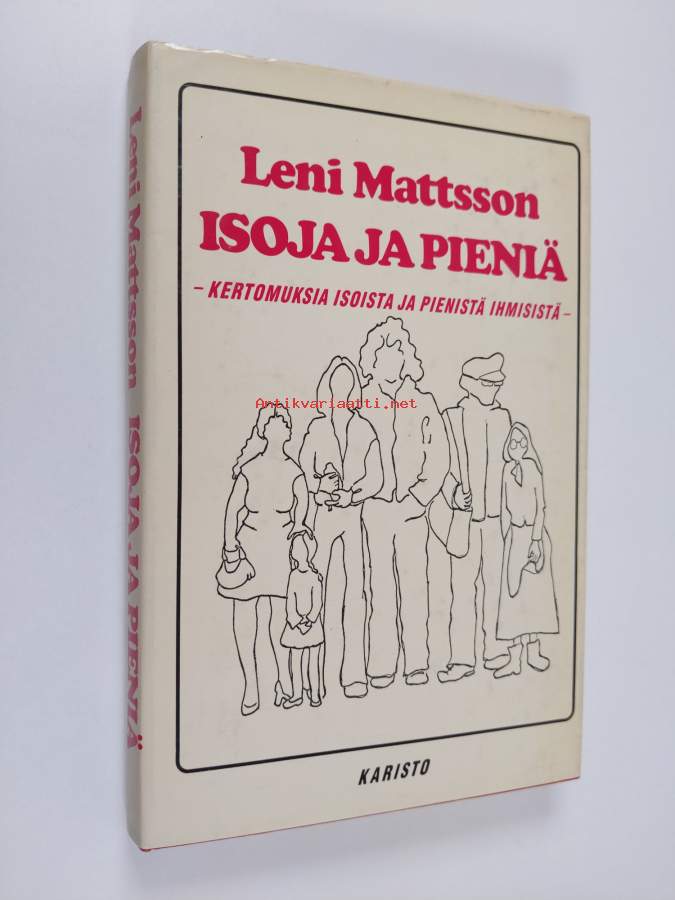 Leni Mattsson
ISOJA JA PIENIÄ
– KERTOMUKSIA ISOISTA JA PIENISTÄ IHMISISTÄ –
Antikvariaatti.net
KARISTO
Leni Mattsson ISOJA JA PIENIÄ